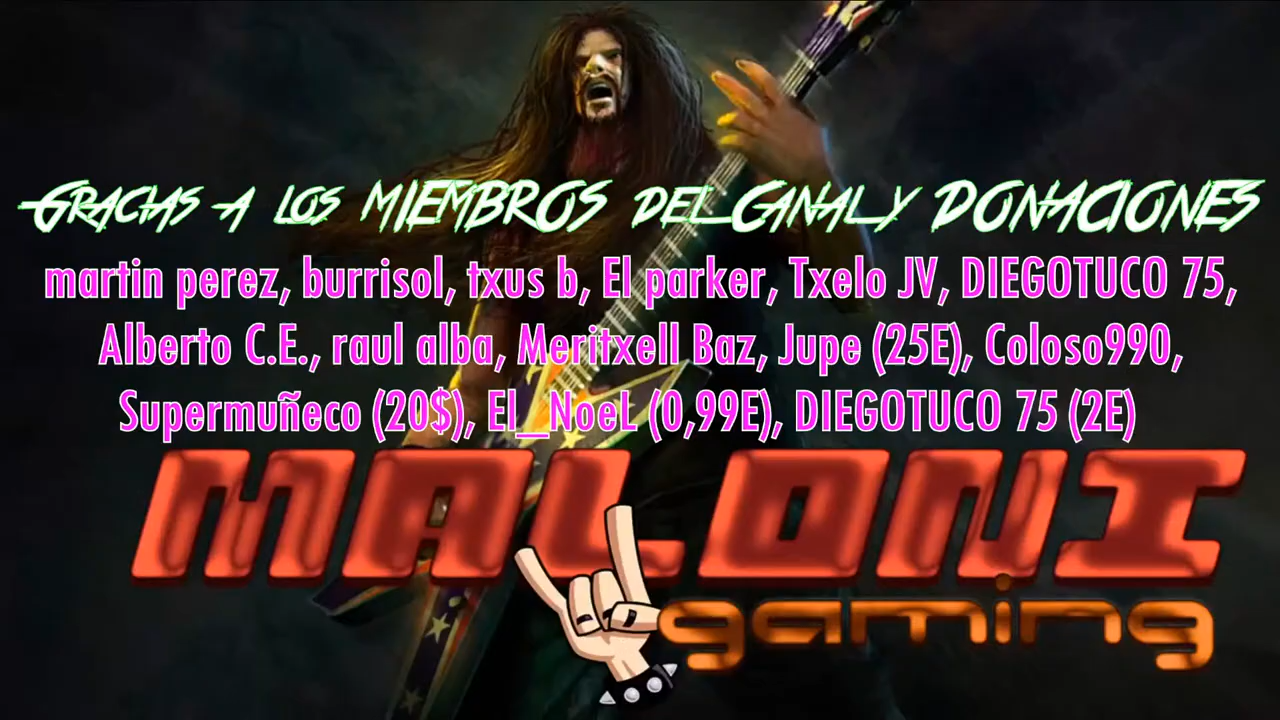 GRACIAS A LOS MIEMBROS DEL CANAL y DONACIONES
martin perez, burrisol, txus b, El parker, Txelo JV, DIEGOTUCO 75,
Alberto C.E., raul alba, Meritxell Baz, Jupe (25E), Coloso990,
Supermuñeco (20$), El_NoeL (0,99E), DIEGOTUCO 75 (2E)
MALONI
gaming